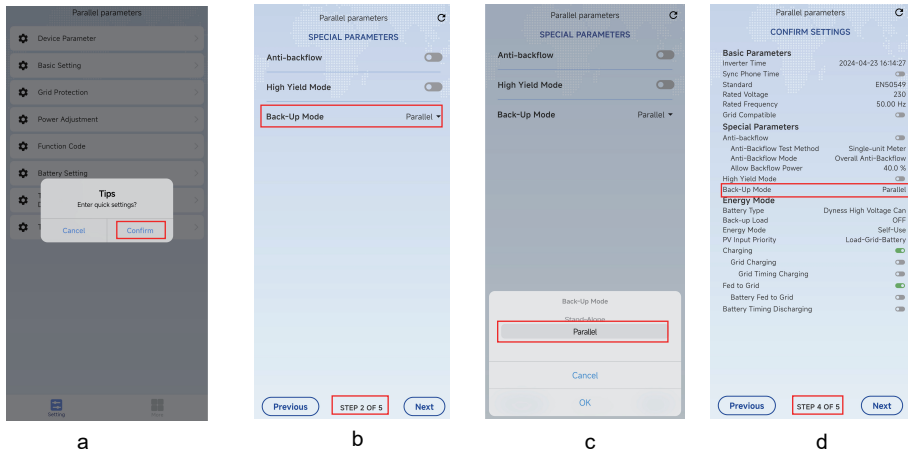 Parallel parameters
Device Parameter
Basic Setting
Grid Protection
Power Adjustment
Function Code
Battery Setting
Tips
Enter quick settings?
Cancel Confirm
Setting More
a
Parallel parameters
SPECIAL PARAMETERS
Anti-backflow
High Yield Mode
Back-Up Mode Parallel
Previous STEP 2 OF 5 Next
b
Parallel parameters
SPECIAL PARAMETERS
Anti-backflow
High Yield Mode
Back-Up Mode Parallel
Back-Up Mode
Stand-Alone
Parallel
Cancel
OK
c
Parallel parameters
CONFIRM SETTINGS
Basic Parameters
Inverter Time 2024-04-23 16:14:27
Sync Phone Time
Standard EN50549
Rated Voltage 230
Rated Frequency 50.00 Hz
Grid Compatible
Special Parameters
Anti-backflow
Anti-Backflow Test Method Single-unit Meter
Anti-Backflow Mode Overall Anti-Backflow
Allow Backflow Power 40.0 %
High Yield Mode
Back-Up Mode Parallel
Energy Mode
Battery Type Dyness High Voltage Can
Back-up Load OFF
Energy Mode Self-Use
PV Input Priority Load-Grid-Battery
Charging
Grid Charging
Grid Timing Charging
Fed to Grid
Battery Fed to Grid
Battery Timing Discharging
Previous STEP 4 OF 5 Next
d